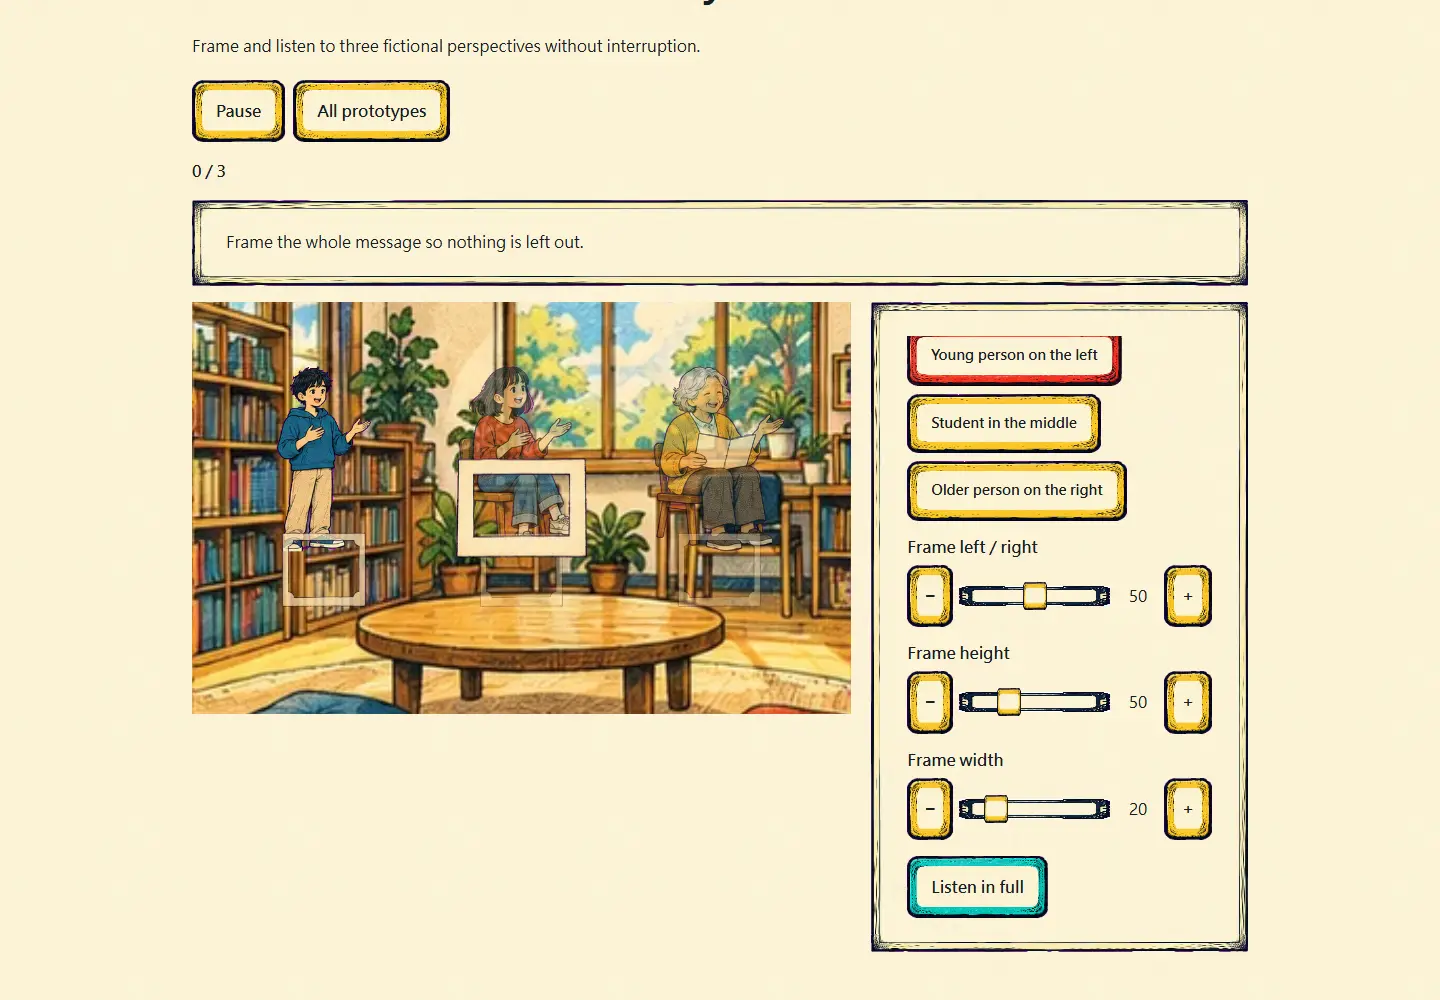 Frame and listen to three fictional perspectives without interruption.
Pause
All prototypes
0 / 3
Frame the whole message so nothing is left out.
Young person on the left
Student in the middle
Older person on the right
Frame left / right
− 50 +
Frame height
− 50 +
Frame width
− 20 +
Listen in full